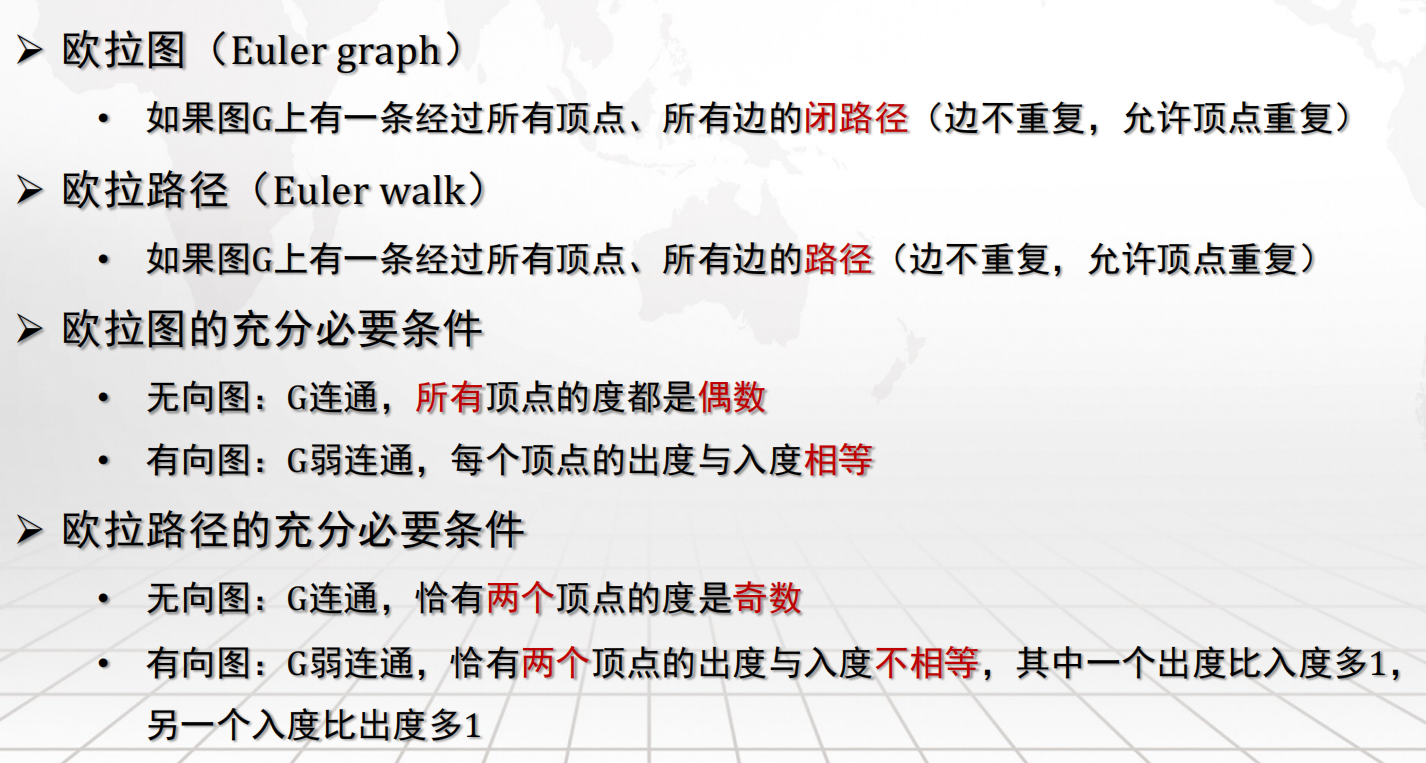 ➢ 欧拉图（Euler graph）
• 如果图G上有一条经过所有顶点、所有边的闭路径（边不重复，允许顶点重复）
➢ 欧拉路径（Euler walk）
• 如果图G上有一条经过所有顶点、所有边的路径（边不重复，允许顶点重复）
➢ 欧拉图的充分必要条件
• 无向图：G连通，所有顶点的度都是偶数
• 有向图：G弱连通，每个顶点的出度与入度相等
➢ 欧拉路径的充分必要条件
• 无向图：G连通，恰有两个顶点的度是奇数
• 有向图：G弱连通，恰有两个顶点的出度与入度不相等，其中一个出度比入度多1，
另一个入度比出度多1